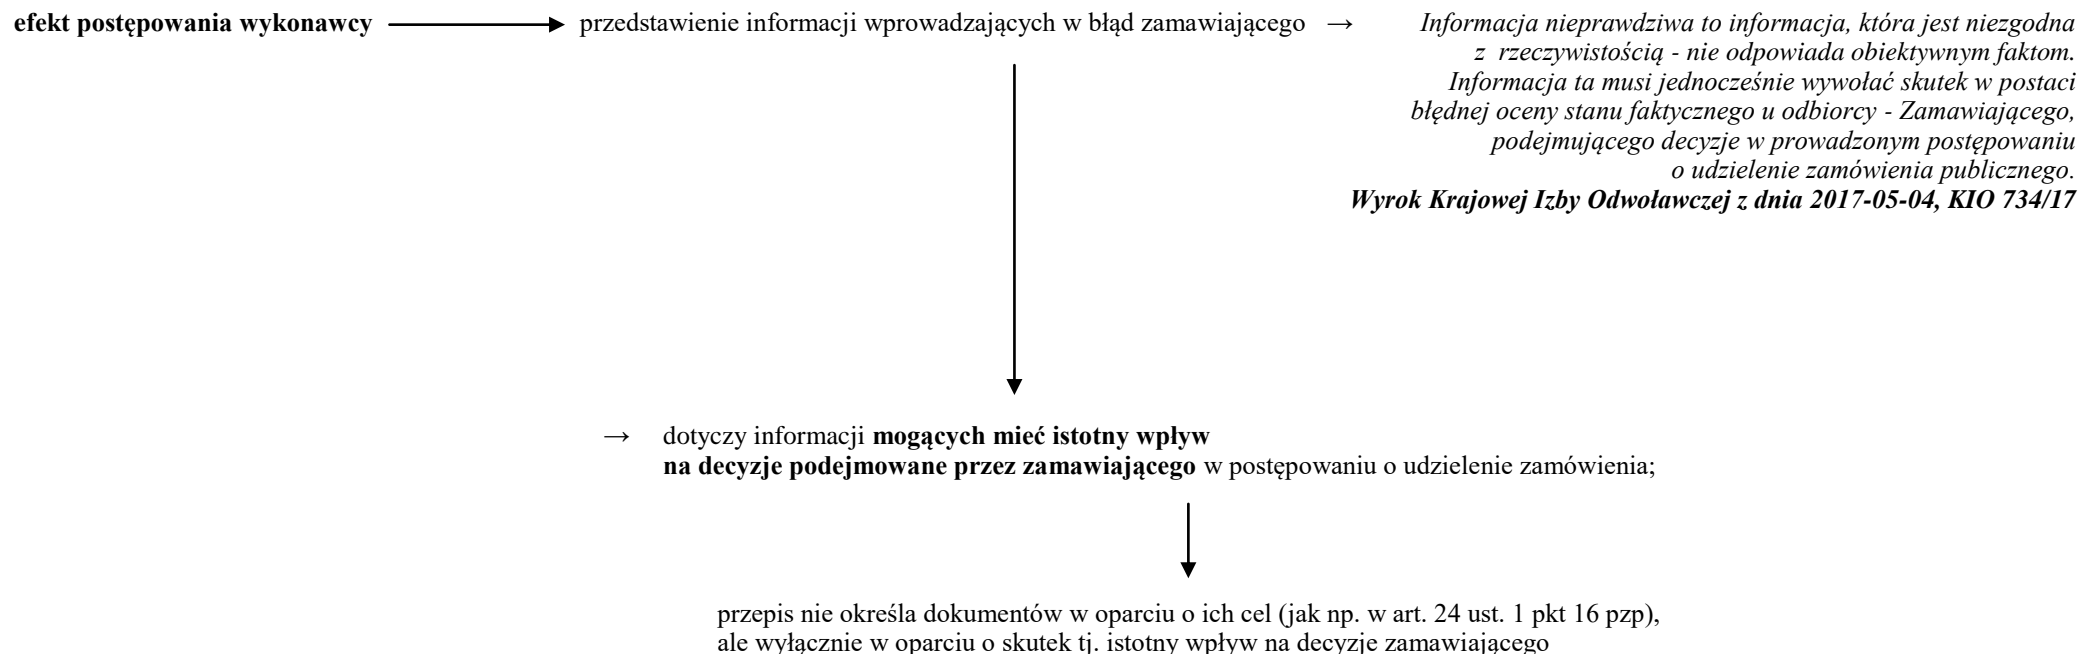 efekt postępowania wykonawcy → przedstawienie informacji wprowadzających w błąd zamawiającego →
Informacja nieprawdziwa to informacja, która jest niezgodna
z rzeczywistością - nie odpowiada obiektywnym faktom.
Informacja ta musi jednocześnie wywołać skutek w postaci
błędnej oceny stanu faktycznego u odbiorcy - Zamawiającego,
podejmującego decyzje w prowadzonym postępowaniu
o udzielenie zamówienia publicznego.
Wyrok Krajowej Izby Odwoławczej z dnia 2017-05-04, KIO 734/17
→ dotyczy informacji mogących mieć istotny wpływ
na decyzje podejmowane przez zamawiającego w postępowaniu o udzielenie zamówienia;
przepis nie określa dokumentów w oparciu o ich cel (jak np. w art. 24 ust. 1 pkt 16 pzp),
ale wyłącznie w oparciu o skutek tj. istotny wpływ na decyzje zamawiającego